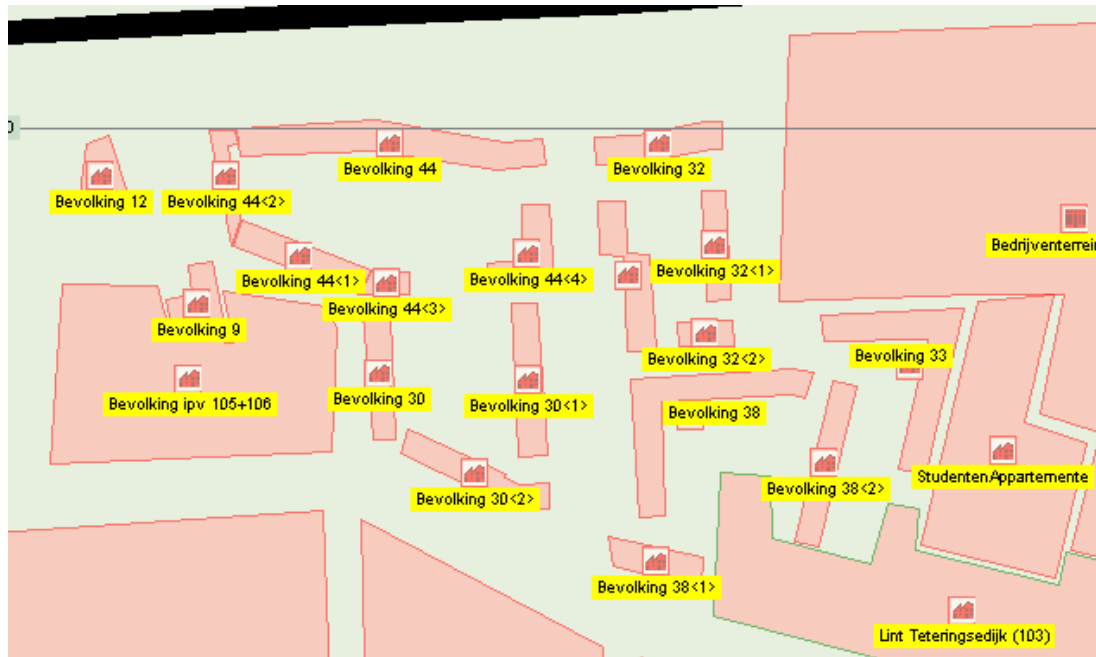 0
Bevolking 44
Bevolking 32
Bevolking 12
Bevolking 44<2>
Bedrijventerrein
Bevolking 44<1>
Bevolking 44<4>
Bevolking 32<1>
Bevolking 44<3>
Bevolking 9
Bevolking 32<2>
Bevolking 33
Bevolking ipv 105+106
Bevolking 30
Bevolking 30<1>
Bevolking 38
StudentenAppartemente
Bevolking 30<2>
Bevolking 38<2>
Bevolking 38<1>
Lint Teteringsedijk (103)